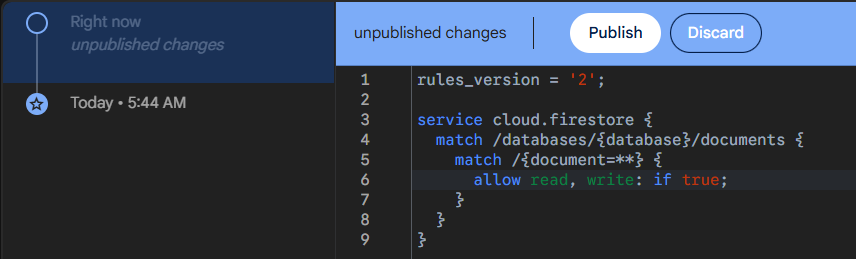 Right now
unpublished changes
Today • 5:44 AM
unpublished changes
Publish
Discard
1 rules_version = '2';
2
3 service cloud.firestore {
4   match /databases/{database}/documents {
5     match /{document=**} {
6       allow read, write: if true;
7     }
8   }
9 }